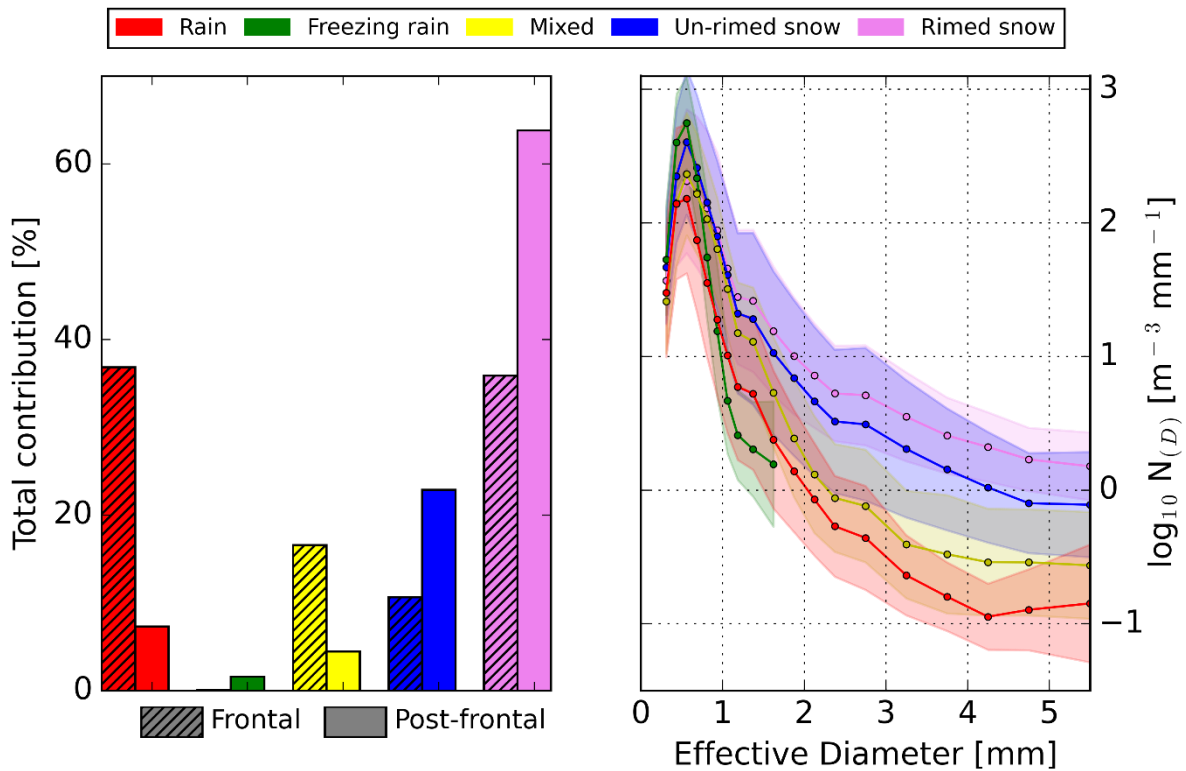 Rain Freezing rain Mixed Un-rimed snow Rimed snow
Total contribution [%]
60
40
20
0
Frontal Post-frontal
3
2
1
0
−1
log10 N(D) [m−3 mm−1]
0 1 2 3 4 5
Effective Diameter [mm]